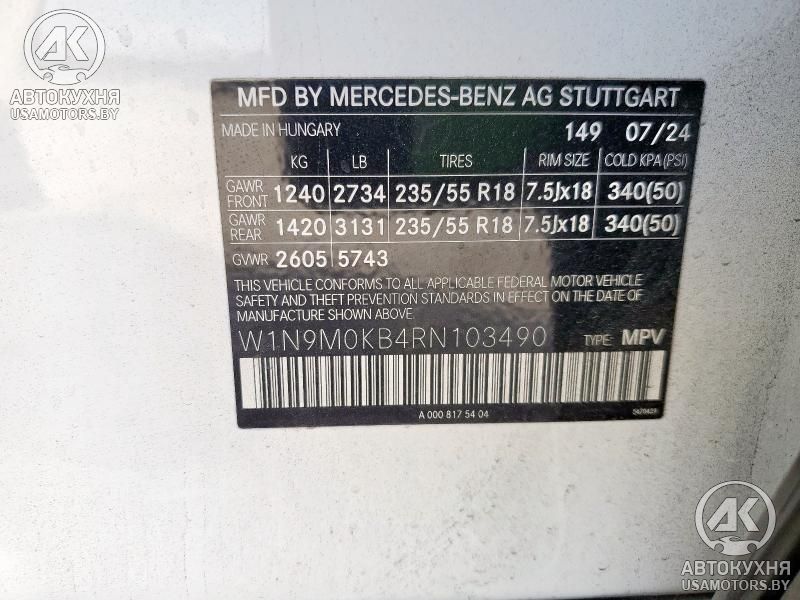 АК
АВТОКУХНЯ
USAMOTORS.BY
MFD BY MERCEDES-BENZ AG STUTTGART
MADE IN HUNGARY 149 07/24
KG LB TIRES RIM SIZE COLD KPA (PSI)
GAWR FRONT 1240 2734 235/55 R18 7.5Jx18 340(50)
GAWR REAR 1420 3131 235/55 R18 7.5Jx18 340(50)
GVWR 2605 5743
THIS VEHICLE CONFORMS TO ALL APPLICABLE FEDERAL MOTOR VEHICLE
SAFETY AND THEFT PREVENTION STANDARDS IN EFFECT ON THE DATE OF
MANUFACTURE SHOWN ABOVE.
W1N9M0KB4RN103490 TYPE: MPV
A 000 817 54 04
АК
АВТОКУХНЯ
USAMOTORS.BY